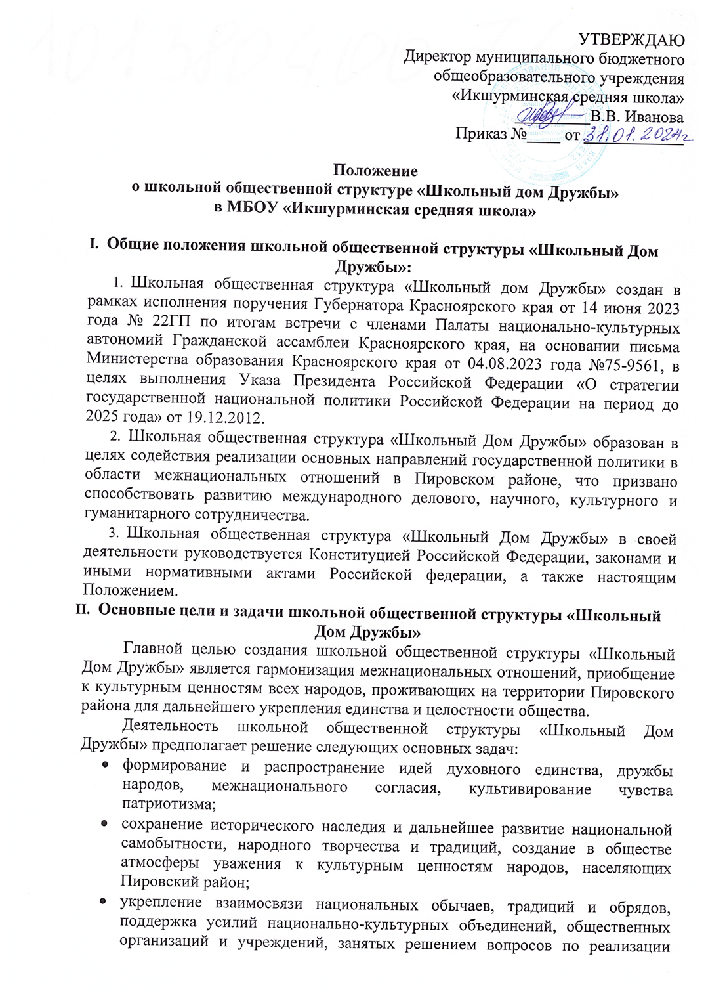 УТВЕРЖДАЮ
Директор муниципального бюджетного
общеобразовательного учреждения
«Икшурминская средняя школа»
_________В.В. Иванова
Приказ №____ от 31.01.2024г
Положение
о школьной общественной структуре «Школьный дом Дружбы»
в МБОУ «Икшурминская средняя школа»
I. Общие положения школьной общественной структуры «Школьный Дом
Дружбы»:
1. Школьная общественная структура «Школьный дом Дружбы» создан в
рамках исполнения поручения Губернатора Красноярского края от 14 июня 2023
года № 22ГП по итогам встречи с членами Палаты национально-культурных
автономий Гражданской ассамблеи Красноярского края, на основании письма
Министерства образования Красноярского края от 04.08.2023 года №75-9561, в
целях выполнения Указа Президента Российской Федерации «О стратегии
государственной национальной политики Российской Федерации на период до
2025 года» от 19.12.2012.
2. Школьная общественная структура «Школьный Дом Дружбы» образован в
целях содействия реализации основных направлений государственной политики в
области межнациональных отношений в Пировском районе, что призвано
способствовать развитию международного делового, научного, культурного и
гуманитарного сотрудничества.
3. Школьная общественная структура «Школьный Дом Дружбы» в своей
деятельности руководствуется Конституцией Российской Федерации, законами и
иными нормативными актами Российской федерации, а также настоящим
Положением.
II. Основные цели и задачи школьной общественной структуры «Школьный
Дом Дружбы»
Главной целью создания школьной общественной структуры «Школьный
Дом Дружбы» является гармонизация межнациональных отношений, приобщение
к культурным ценностям всех народов, проживающих на территории Пировского
района для дальнейшего укрепления единства и целостности общества.
Деятельность школьной общественной структуры «Школьный Дом
Дружбы» предполагает решение следующих основных задач:
• формирование и распространение идей духовного единства, дружбы
народов, межнационального согласия, культивирование чувства
патриотизма;
• сохранение исторического наследия и дальнейшее развитие национальной
самобытности, народного творчества и традиций, создание в обществе
атмосферы уважения к культурным ценностям народов, населяющих
Пировский район;
• укрепление взаимосвязи национальных обычаев, традиций и обрядов,
поддержка усилий национально-культурных объединений, общественных
организаций и учреждений, занятых решением вопросов по реализации